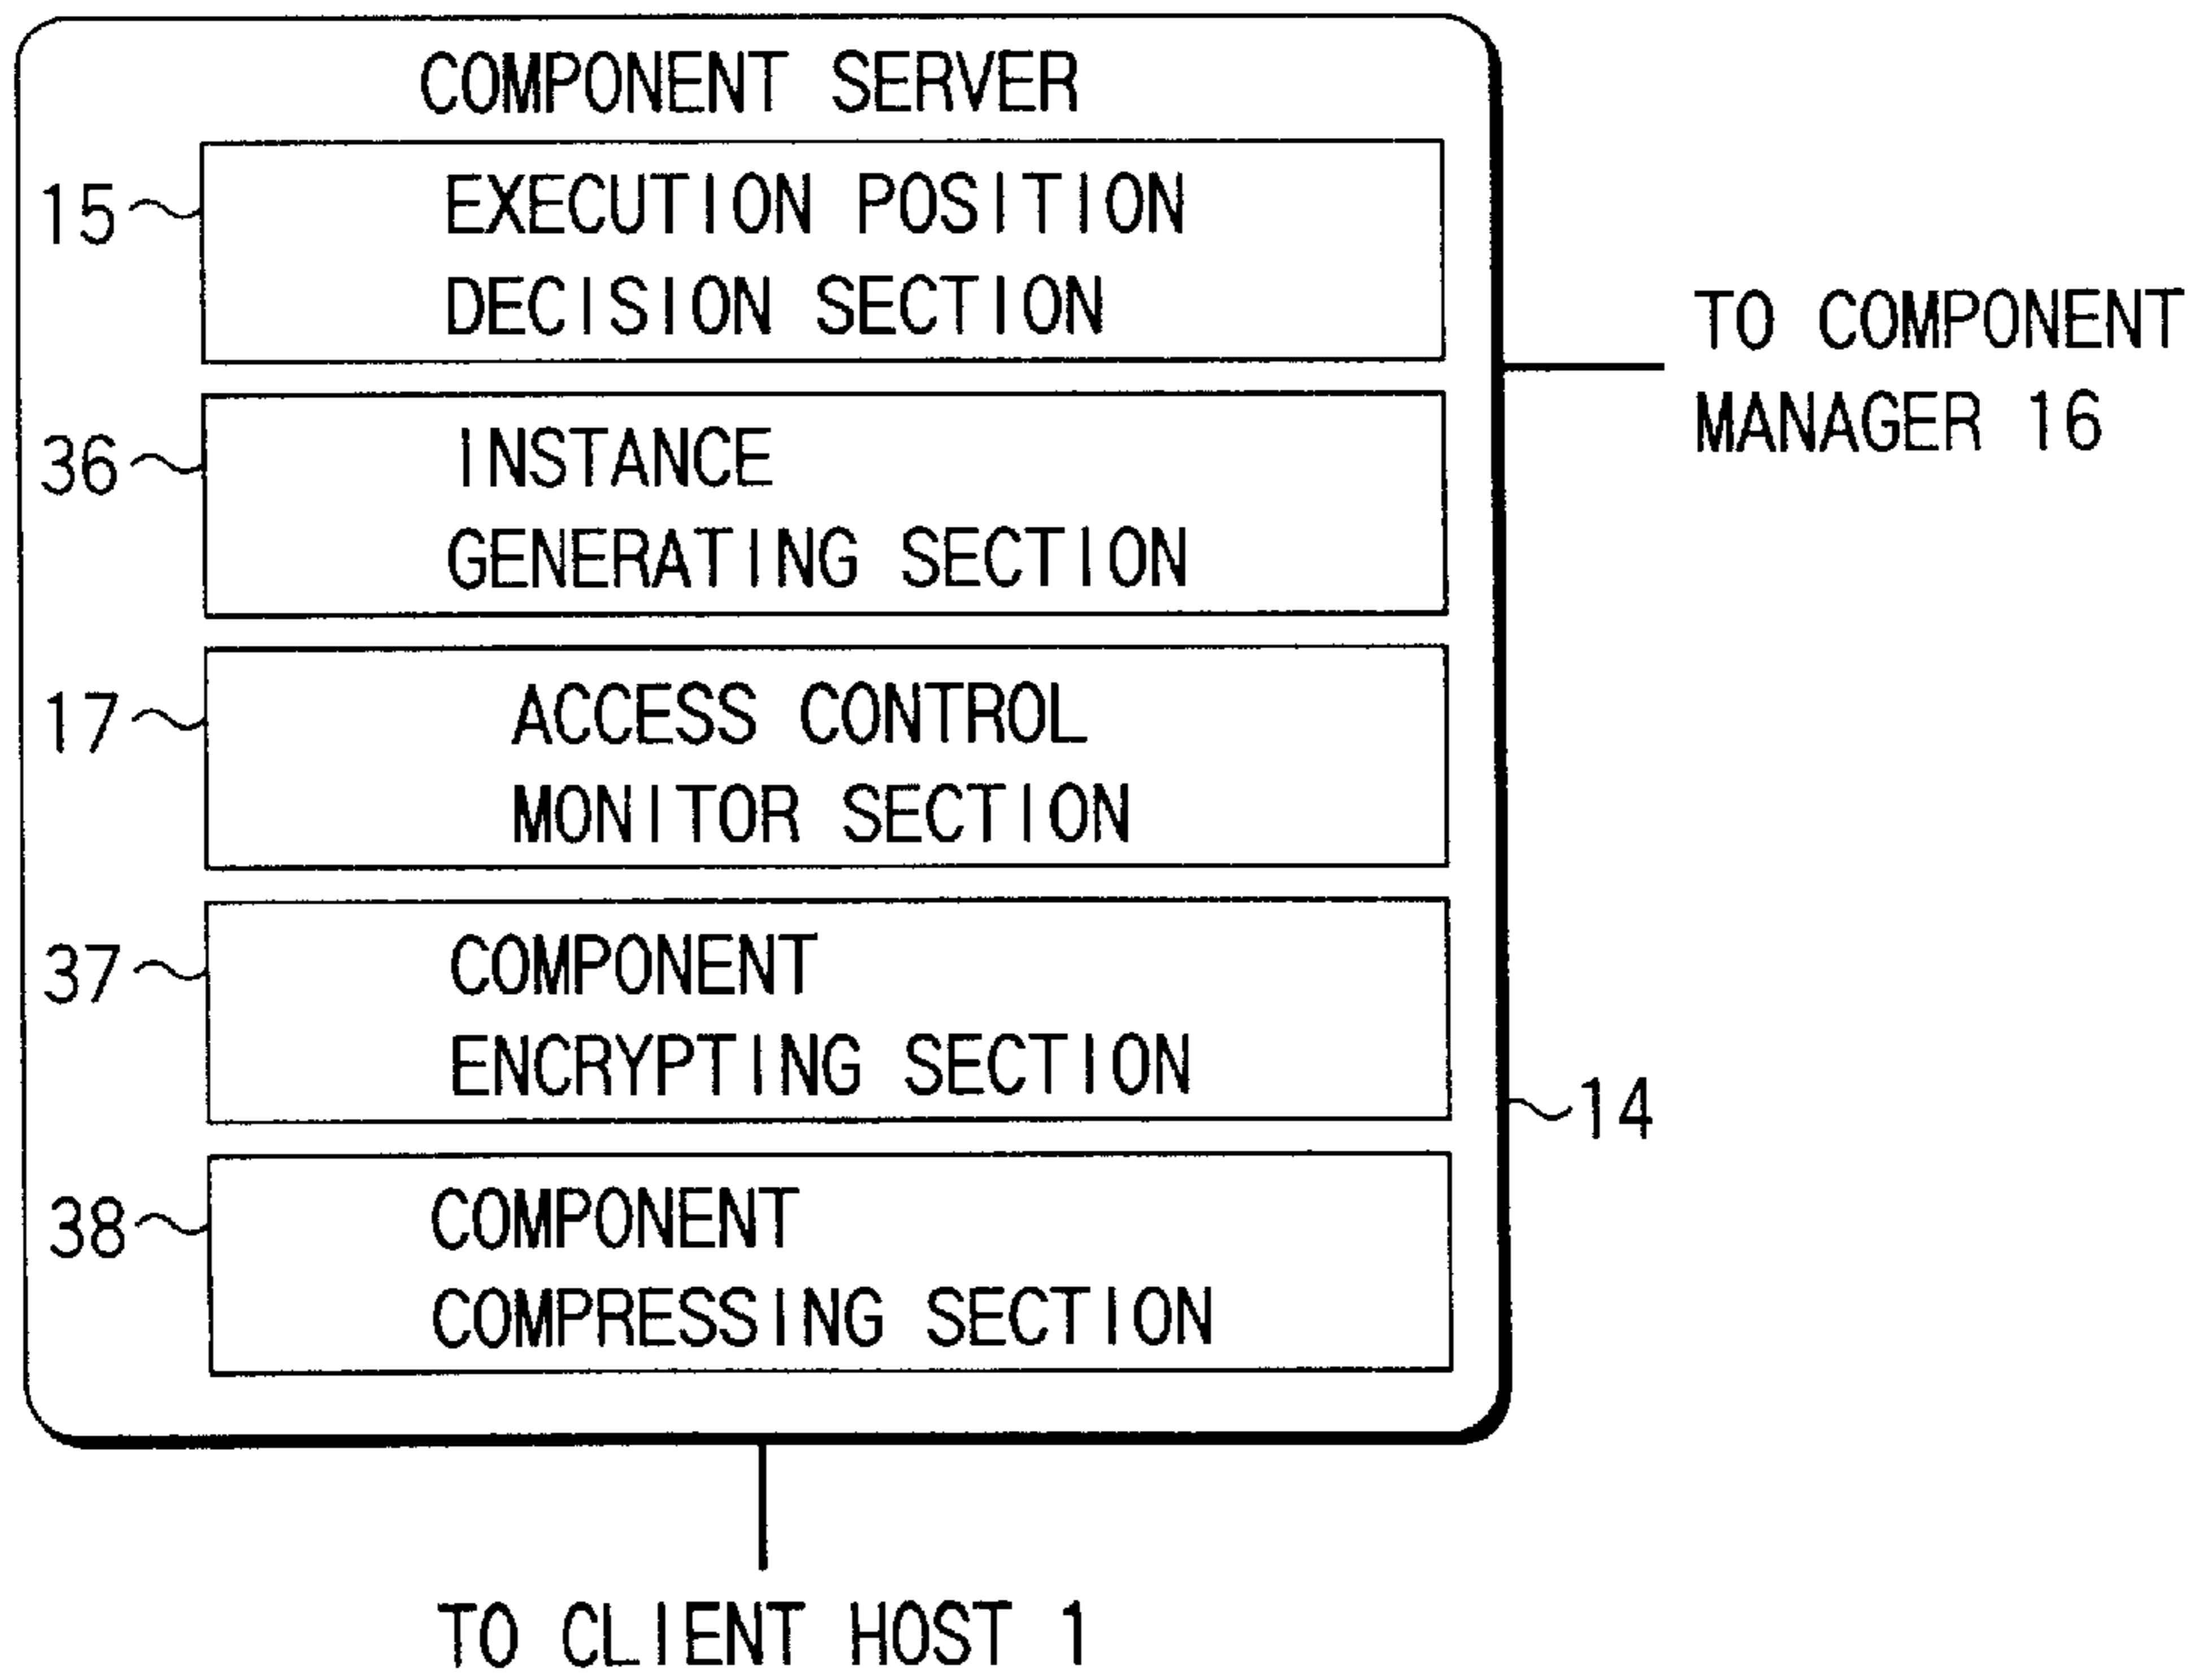 COMPONENT SERVER
15
EXECUTION POSITION
DECISION SECTION
TO COMPONENT
MANAGER 16
36
INSTANCE
GENERATING SECTION
17
ACCESS CONTROL
MONITOR SECTION
37
COMPONENT
ENCRYPTING SECTION
14
38
COMPONENT
COMPRESSING SECTION
TO CLIENT HOST 1